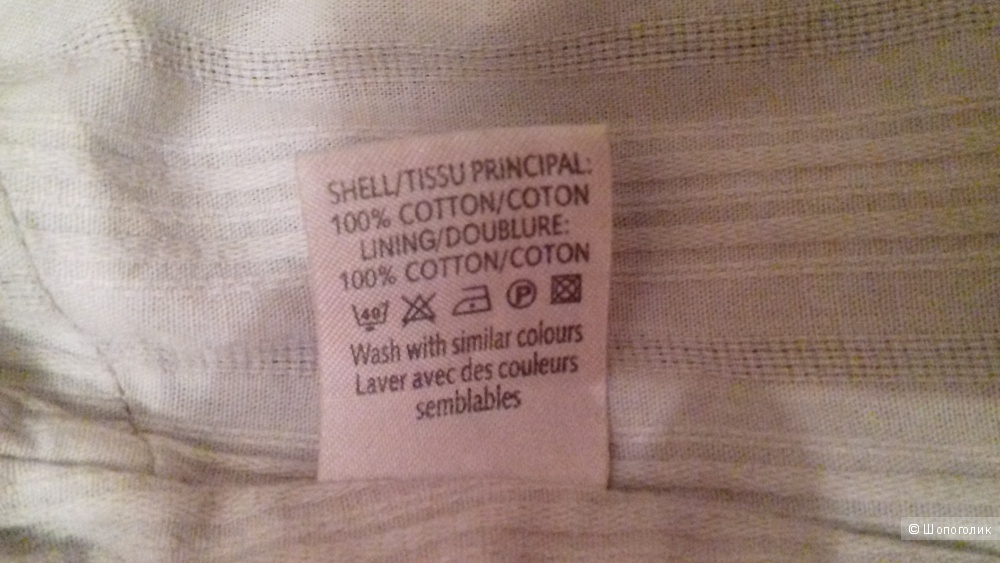 SHELL/TISSU PRINCIPAL:
100% COTTON/COTON
LINING/DOUBLURE:
100% COTTON/COTON
40 P
Wash with similar colours
Laver avec des couleurs
semblables
© Шопоголик